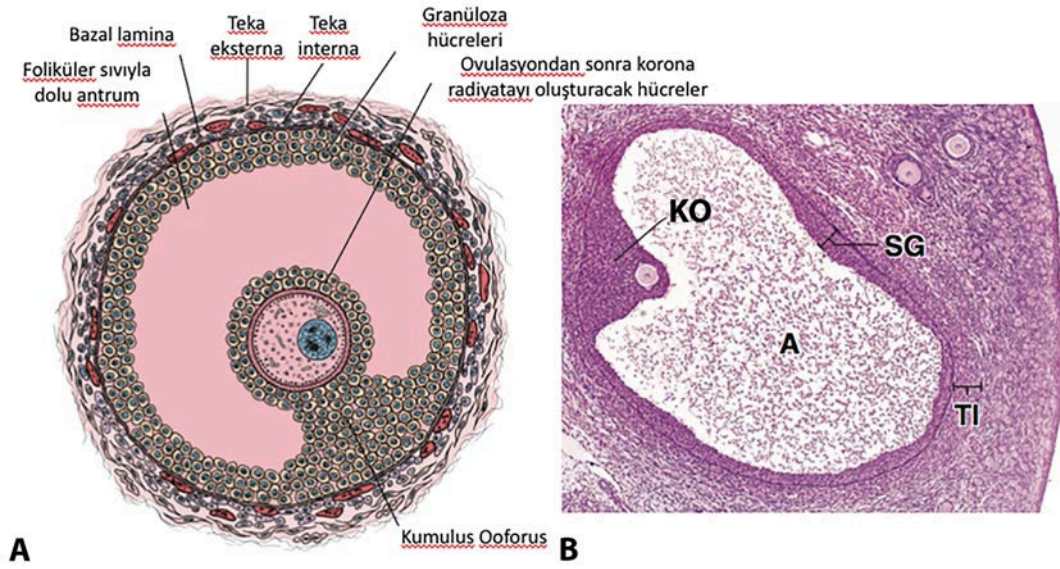 Bazal lamina
Teka
eksterna
Teka
interna
Granüloza
hücreleri
Foliküler sıvıyla
dolu antrum
Ovulasyondan sonra korona
radiyatayı oluşturacak hücreler
Kumulus Ooforus
A
KO
SG
A
TI
B